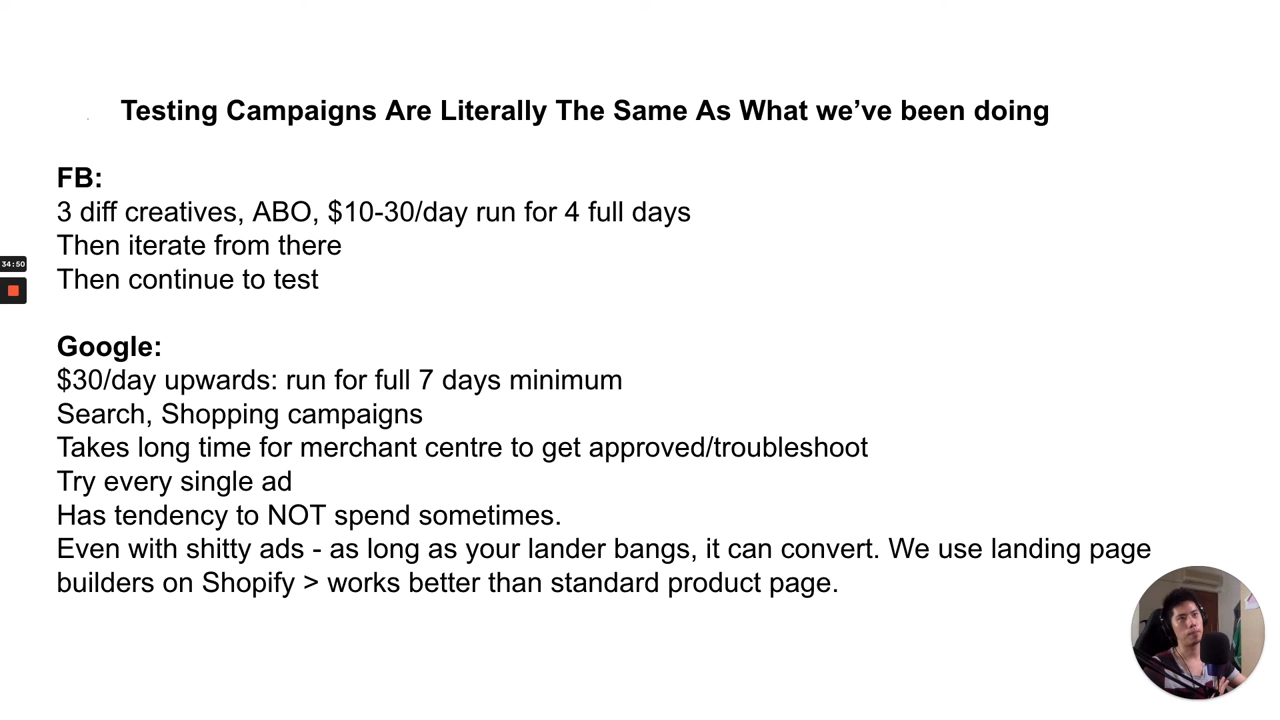 Testing Campaigns Are Literally The Same As What we’ve been doing
FB:
3 diff creatives, ABO, $10-30/day run for 4 full days
Then iterate from there
Then continue to test
34:50
Google:
$30/day upwards: run for full 7 days minimum
Search, Shopping campaigns
Takes long time for merchant centre to get approved/troubleshoot
Try every single ad
Has tendency to NOT spend sometimes.
Even with shitty ads - as long as your lander bangs, it can convert. We use landing page
builders on Shopify > works better than standard product page.